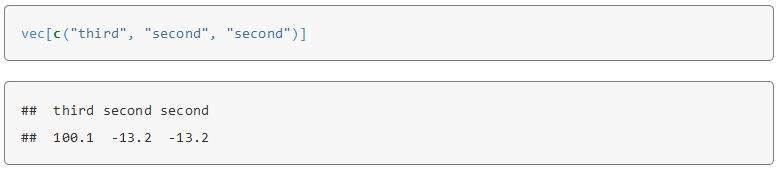 vec[c("third", "second", "second")]
##  third second second
##  100.1  -13.2  -13.2